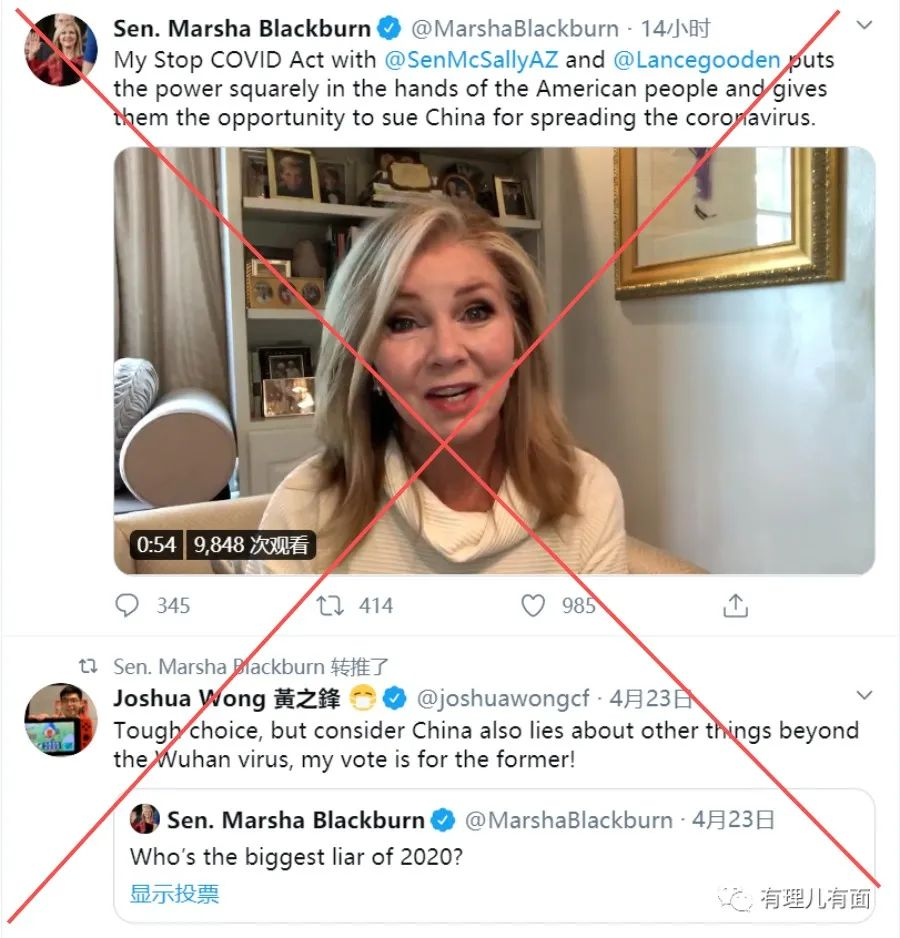 Sen. Marsha Blackburn @MarshaBlackburn · 14小时
My Stop COVID Act with @SenMcSallyAZ and @Lancegooden puts
the power squarely in the hands of the American people and gives
them the opportunity to sue China for spreading the coronavirus.
0:54 9,848 次观看
345 414 985
Sen. Marsha Blackburn 转推了
Joshua Wong 黃之鋒 😷 @joshuawongcf · 4月23日
Tough choice, but consider China also lies about other things beyond
the Wuhan virus, my vote is for the former!
Sen. Marsha Blackburn @MarshaBlackburn · 4月23日
Who's the biggest liar of 2020?
显示投票
有理儿有面